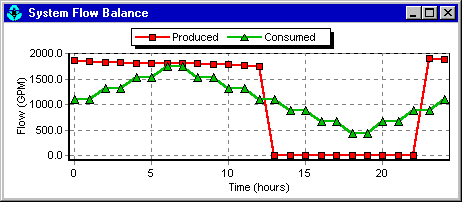 System Flow Balance
Produced Consumed
2000.0
1500.0
1000.0
500.0
0.0
Flow (GPM)
0 5 10 15 20
Time (hours)